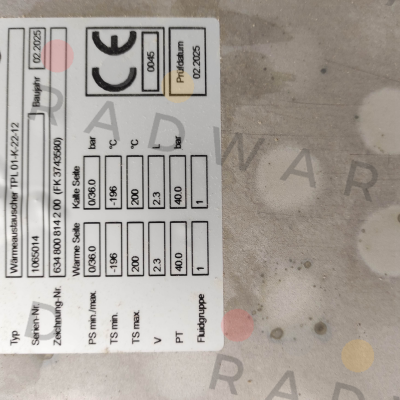 Typ Wärmeaustauscher TPL 01-K-22-12
Serien-Nr. 1065014 Baujahr 02.2025
Zeichnung-Nr. 634 800 814 2 00 (FK 3743580)
Warme Seite Kalte Seite
PS min./max. 0/36.0 0/36.0 bar
TS min. -196 -196 °C
TS max. 200 200 °C
V 2.3 2.3 L
PT 40.0 40.0 bar
Fluidgruppe 1 1
CE
0045
Prüfdatum
02.2025
RADWAR
RADWAR